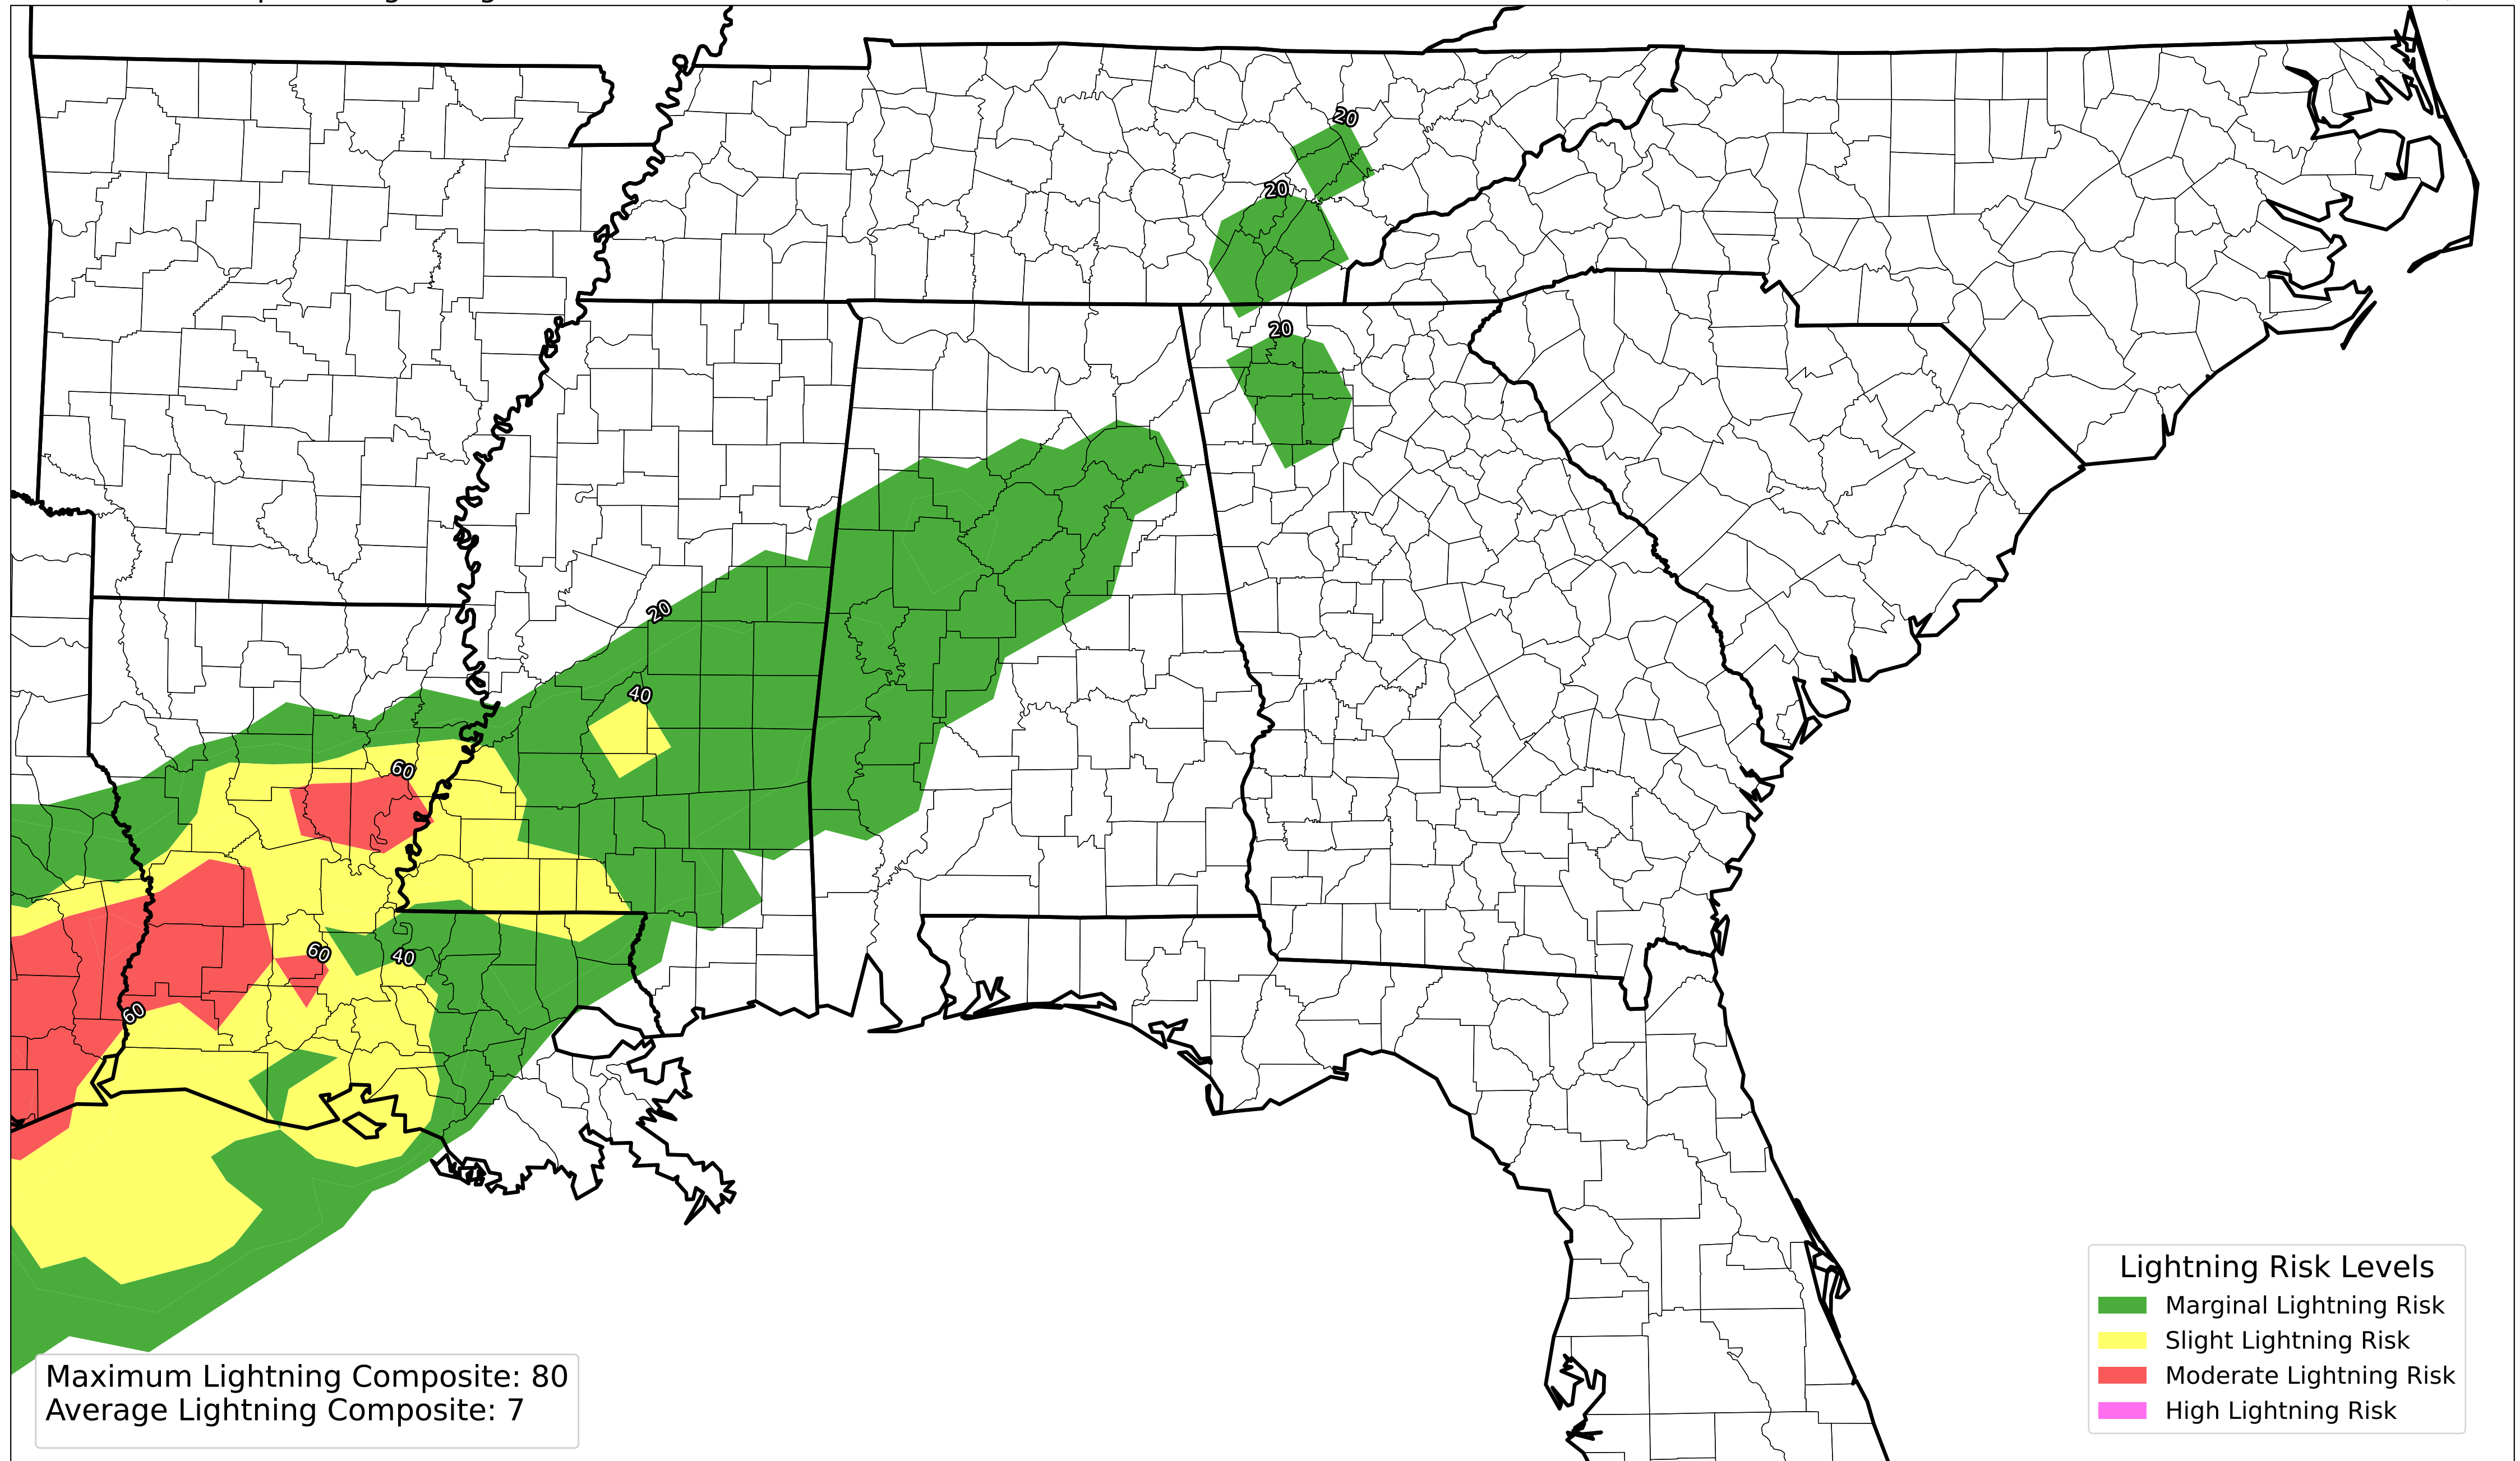 20
20
20
20
40
60
60
40
60
Lightning Risk Levels
Marginal Lightning Risk
Slight Lightning Risk
Moderate Lightning Risk
High Lightning Risk
Maximum Lightning Composite: 80
Average Lightning Composite: 7